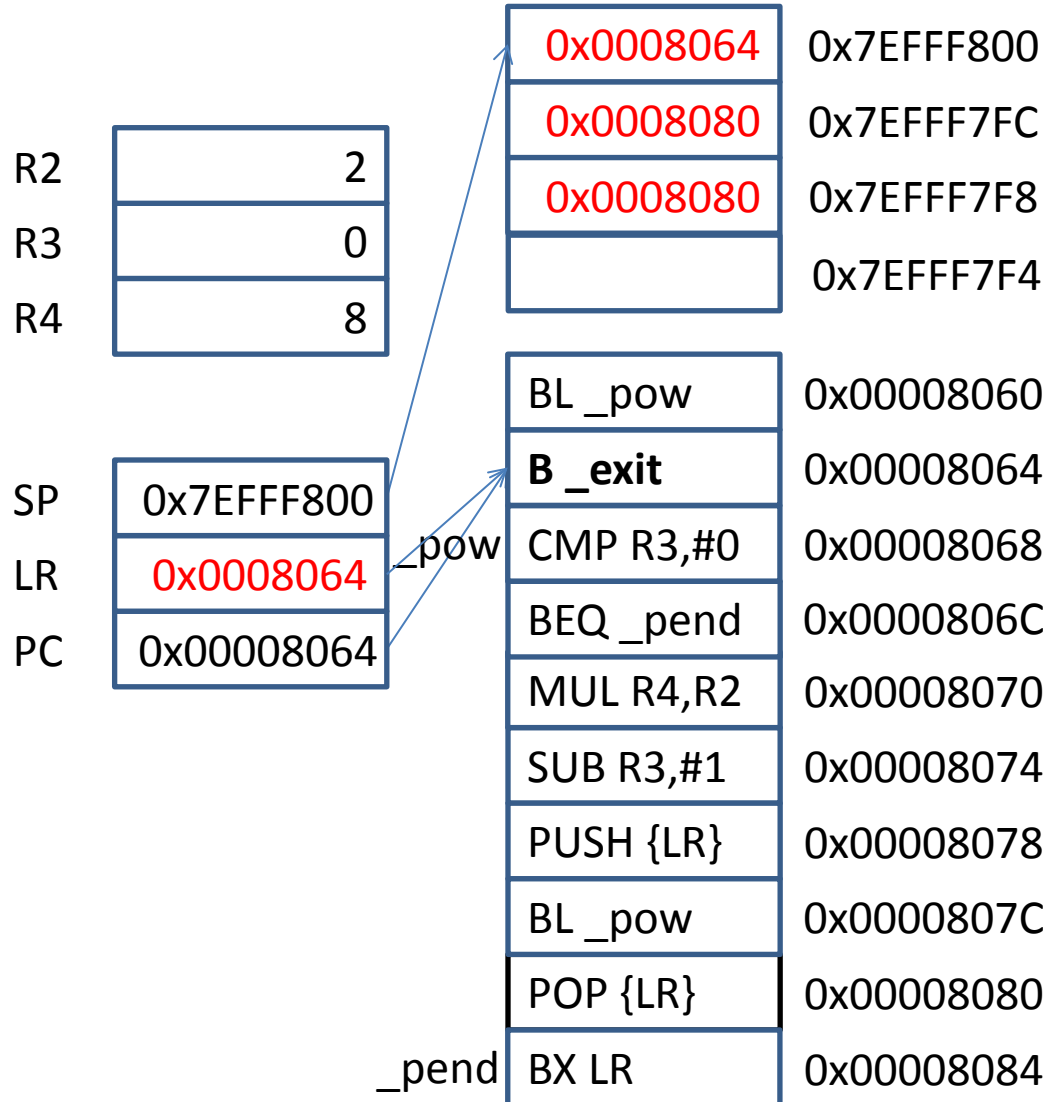 0x0008064 0x7EFFF800
0x0008080 0x7EFFF7FC
R2 2 0x0008080 0x7EFFF7F8
R3 0 0x7EFFF7F4
R4 8
BL _pow 0x00008060
SP 0x7EFFF800 B _exit 0x00008064
LR 0x0008064 _pow CMP R3,#0 0x00008068
PC 0x00008064 BEQ _pend 0x0000806C
MUL R4,R2 0x00008070
SUB R3,#1 0x00008074
PUSH {LR} 0x00008078
BL _pow 0x0000807C
POP {LR} 0x00008080
_pend BX LR 0x00008084